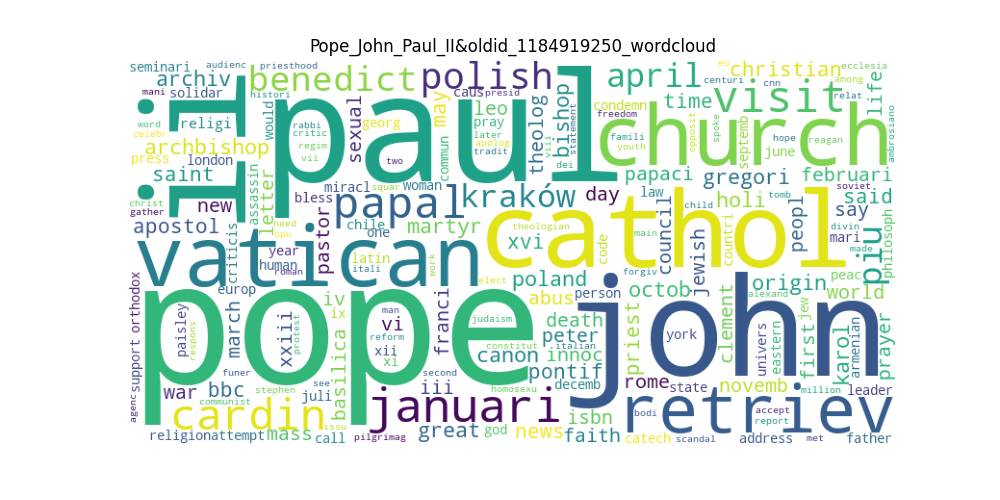 Pope_John_Paul_II&oldid_1184919250_wordcloud
seminari audienc priesthood polish april eu christian ecclesia
archiv benedict centuri cnn among
mani solidar histori caus presid condemn time visit relat life
word religi would rabbi critic georg may leo pray theolog bishop statement freedom spoke hope reagan ambrosiano
celebr ii paul regim vii sexual later apolog viii famili youth church opposit septemb
press archbishop london two commun tradit dei june
saint assassin miracl squar woman kraków day papaci gregori februari
christ gather new letter bless papal law child holi tomb soviet said
apostol need opu pastor chile one martyr theologian main council countri peopl say divin
criticis year roman human latin itali vatican work xvi code cathol jewish mari made piu philosoph
europ select poland forgiv peac
support orthodox march iv ix franci abus person octob origin alexand world
paisley respons xxiii protest man vi reform judaism death priest john york clement univers eastern first jew karol armenian prayer
pope xii xi constitut italian peter
funer basilica second canon innoc
war bbc see juli iii homosexu pontif decemb rome state novemb million leader
agenc communist stephen issu januari isbn bodi retriev accept report
cardin great god news
religion attempt mass call pilgrimag faith catech scandal address met father